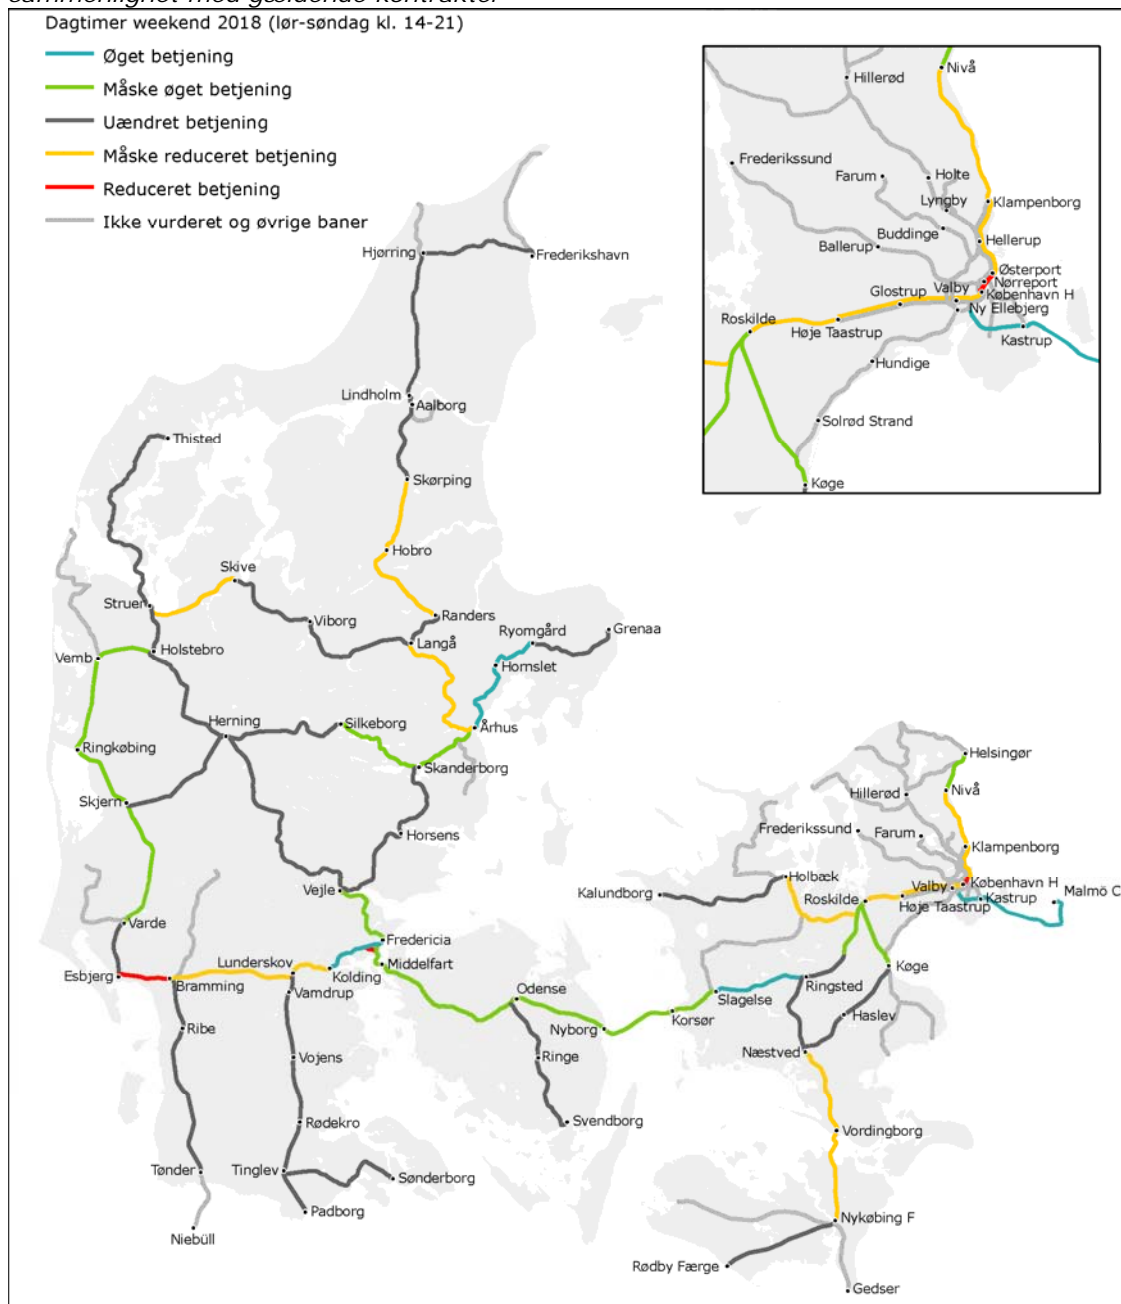 sammenlignet med gældende kontrakter
Dagtimer weekend 2018 (lør-søndag kl. 14-21)
Øget betjening
Måske øget betjening
Uændret betjening
Måske reduceret betjening
Reduceret betjening
Ikke vurderet og øvrige baner
Nivå
Hillerød
Frederikssund
Farum
Holte
Lyngby
Klampenborg
Buddinge
Ballerup
Hellerup
Østerport
Nørreport
Valby
København H
Glostrup
Ny Ellebjerg
Roskilde
Høje Taastrup
Kastrup
Hundige
Solrød Strand
Køge
Hjørring
Frederikshavn
Lindholm
Aalborg
Thisted
Skørping
Hobro
Skive
Struer
Viborg
Randers
Ryomgård
Grenaa
Langå
Holstebro
Vemb
Hornslet
Herning
Silkeborg
Århus
Ringkøbing
Skanderborg
Skjern
Horsens
Vejle
Varde
Fredericia
Lunderskov
Middelfart
Esbjerg
Bramming
Kolding
Vamdrup
Odense
Ribe
Nyborg
Korsør
Vojens
Ringe
Rødekro
Svendborg
Tønder
Tinglev
Sønderborg
Padborg
Niebüll
Helsingør
Hillerød
Nivå
Frederikssund
Farum
Klampenborg
Holbæk
Kalundborg
Valby
København H
Roskilde
Malmö C
Høje Taastrup
Kastrup
Køge
Slagelse
Ringsted
Haslev
Næstved
Vordingborg
Nykøbing F
Rødby Færge
Gedser